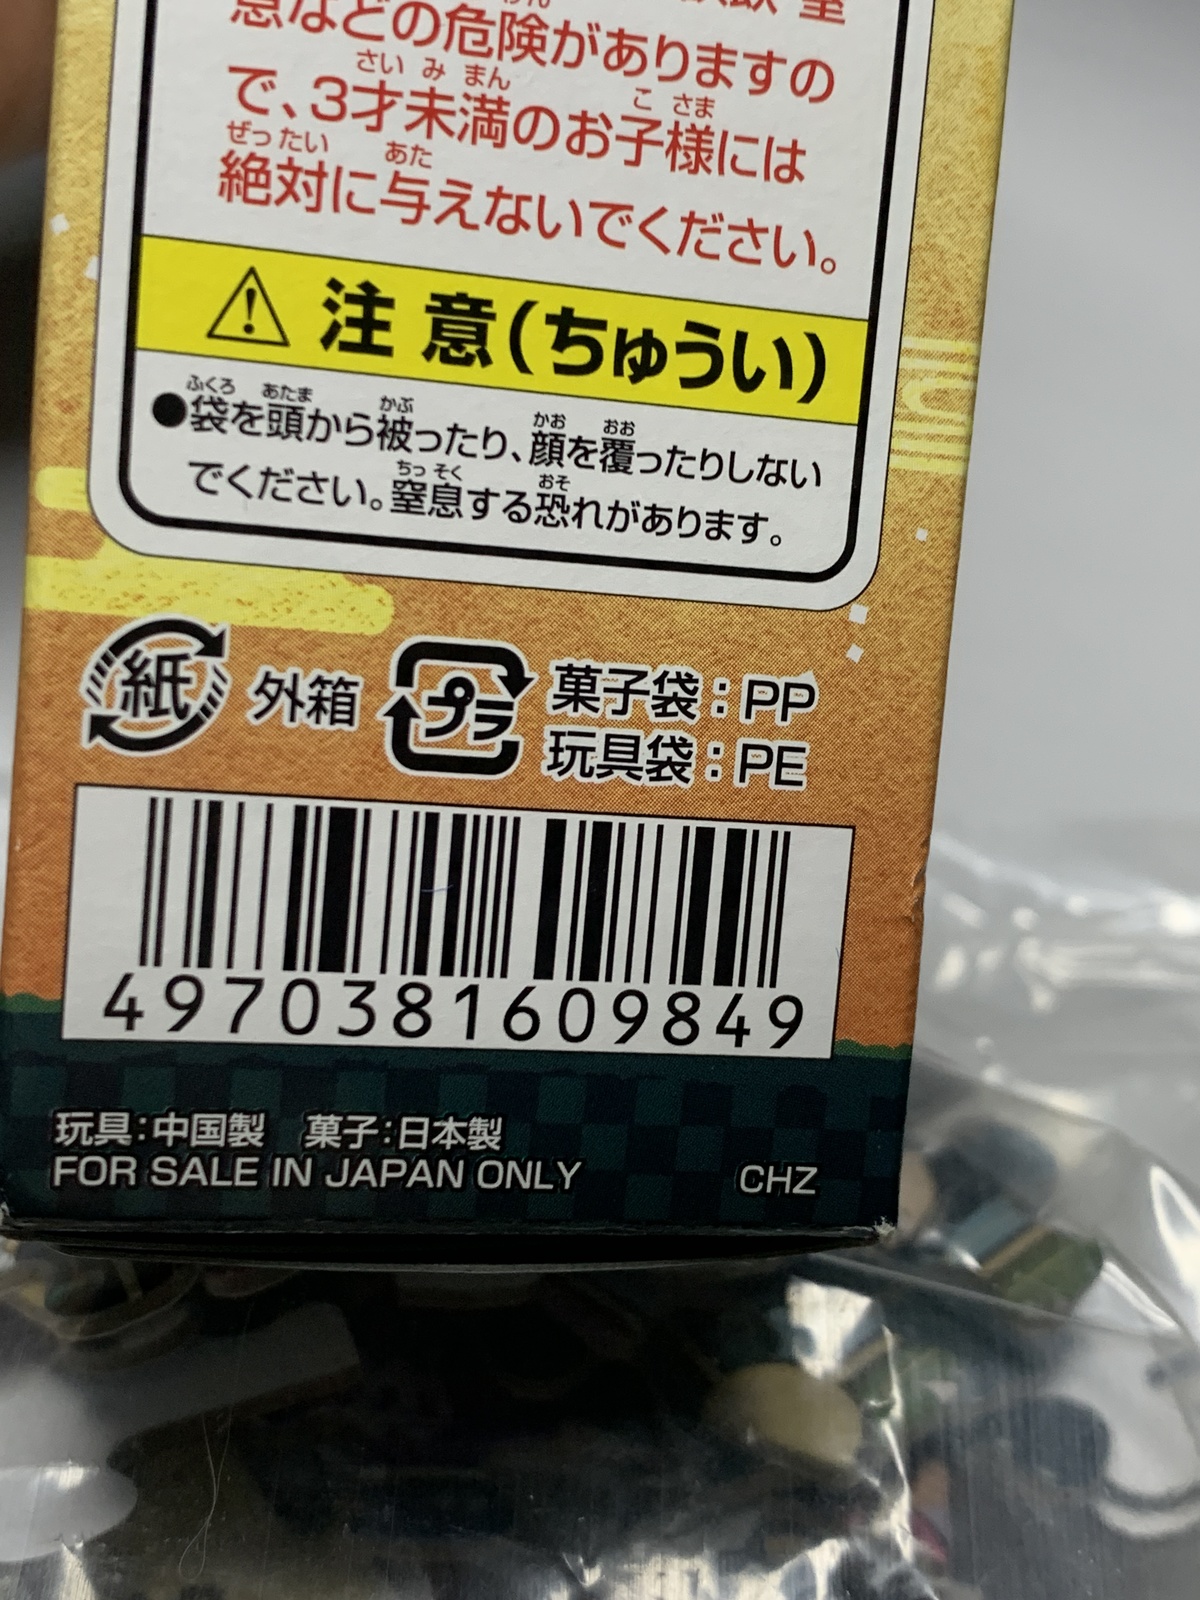 息などの危険がありますの
で、3才未満のお子様には
絶対に与えないでください。
注意(ちゅうい)
●袋を頭から被ったり、顔を覆ったりしない
でください。窒息する恐れがあります。
紙 外箱 プラ 菓子袋:PP
玩具袋:PE
4970381609849
玩具:中国製 菓子:日本製
FOR SALE IN JAPAN ONLY CHZ